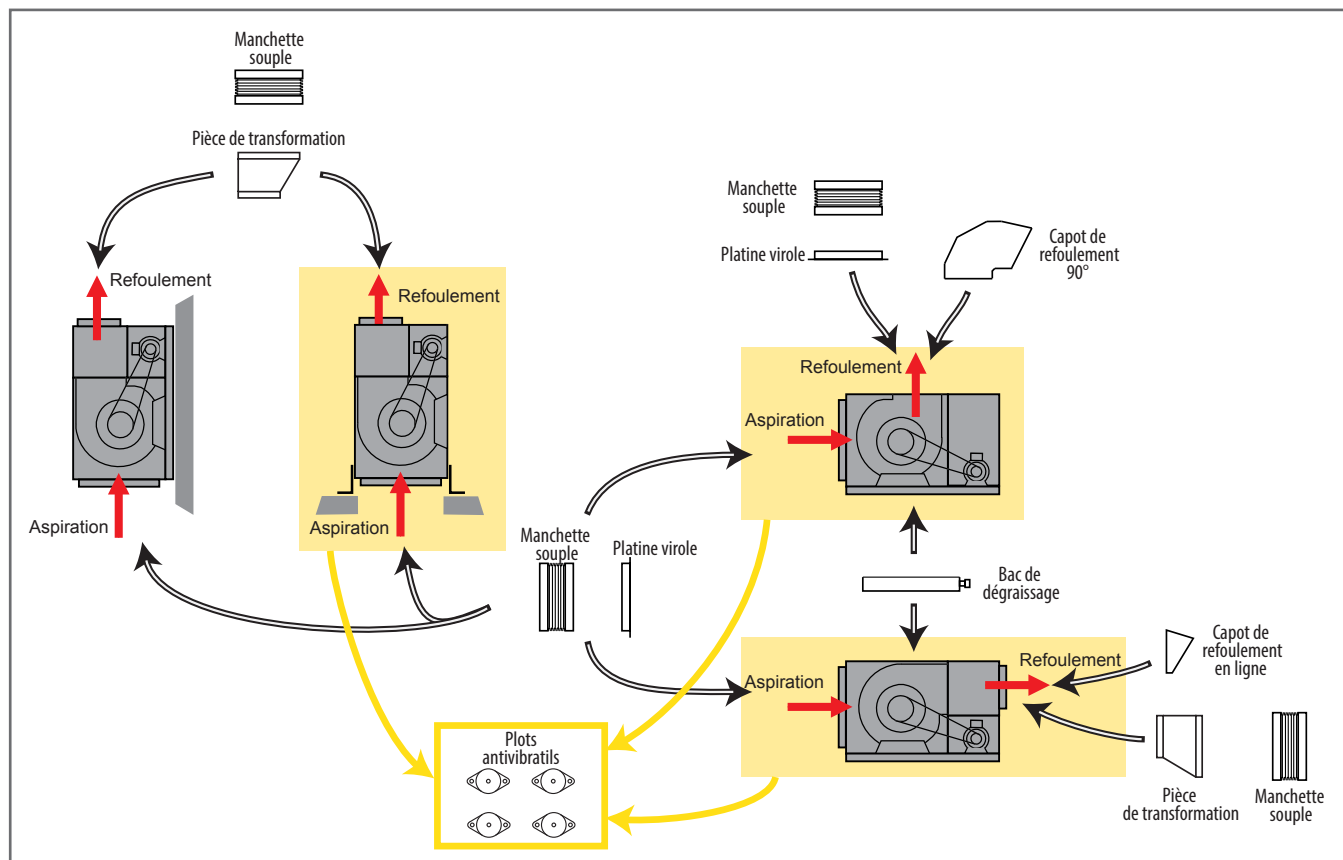 Manchette
souple
Pièce de transformation
Refoulement
Aspiration
Refoulement
Aspiration
Manchette
souple
Platine virole
Capot de
refoulement
90°
Refoulement
Aspiration
Manchette
souple
Platine virole
Bac de
dégraissage
Aspiration
Refoulement
Capot de
refoulement
en ligne
Pièce
de transformation
Manchette
souple
Plots
antivibratils